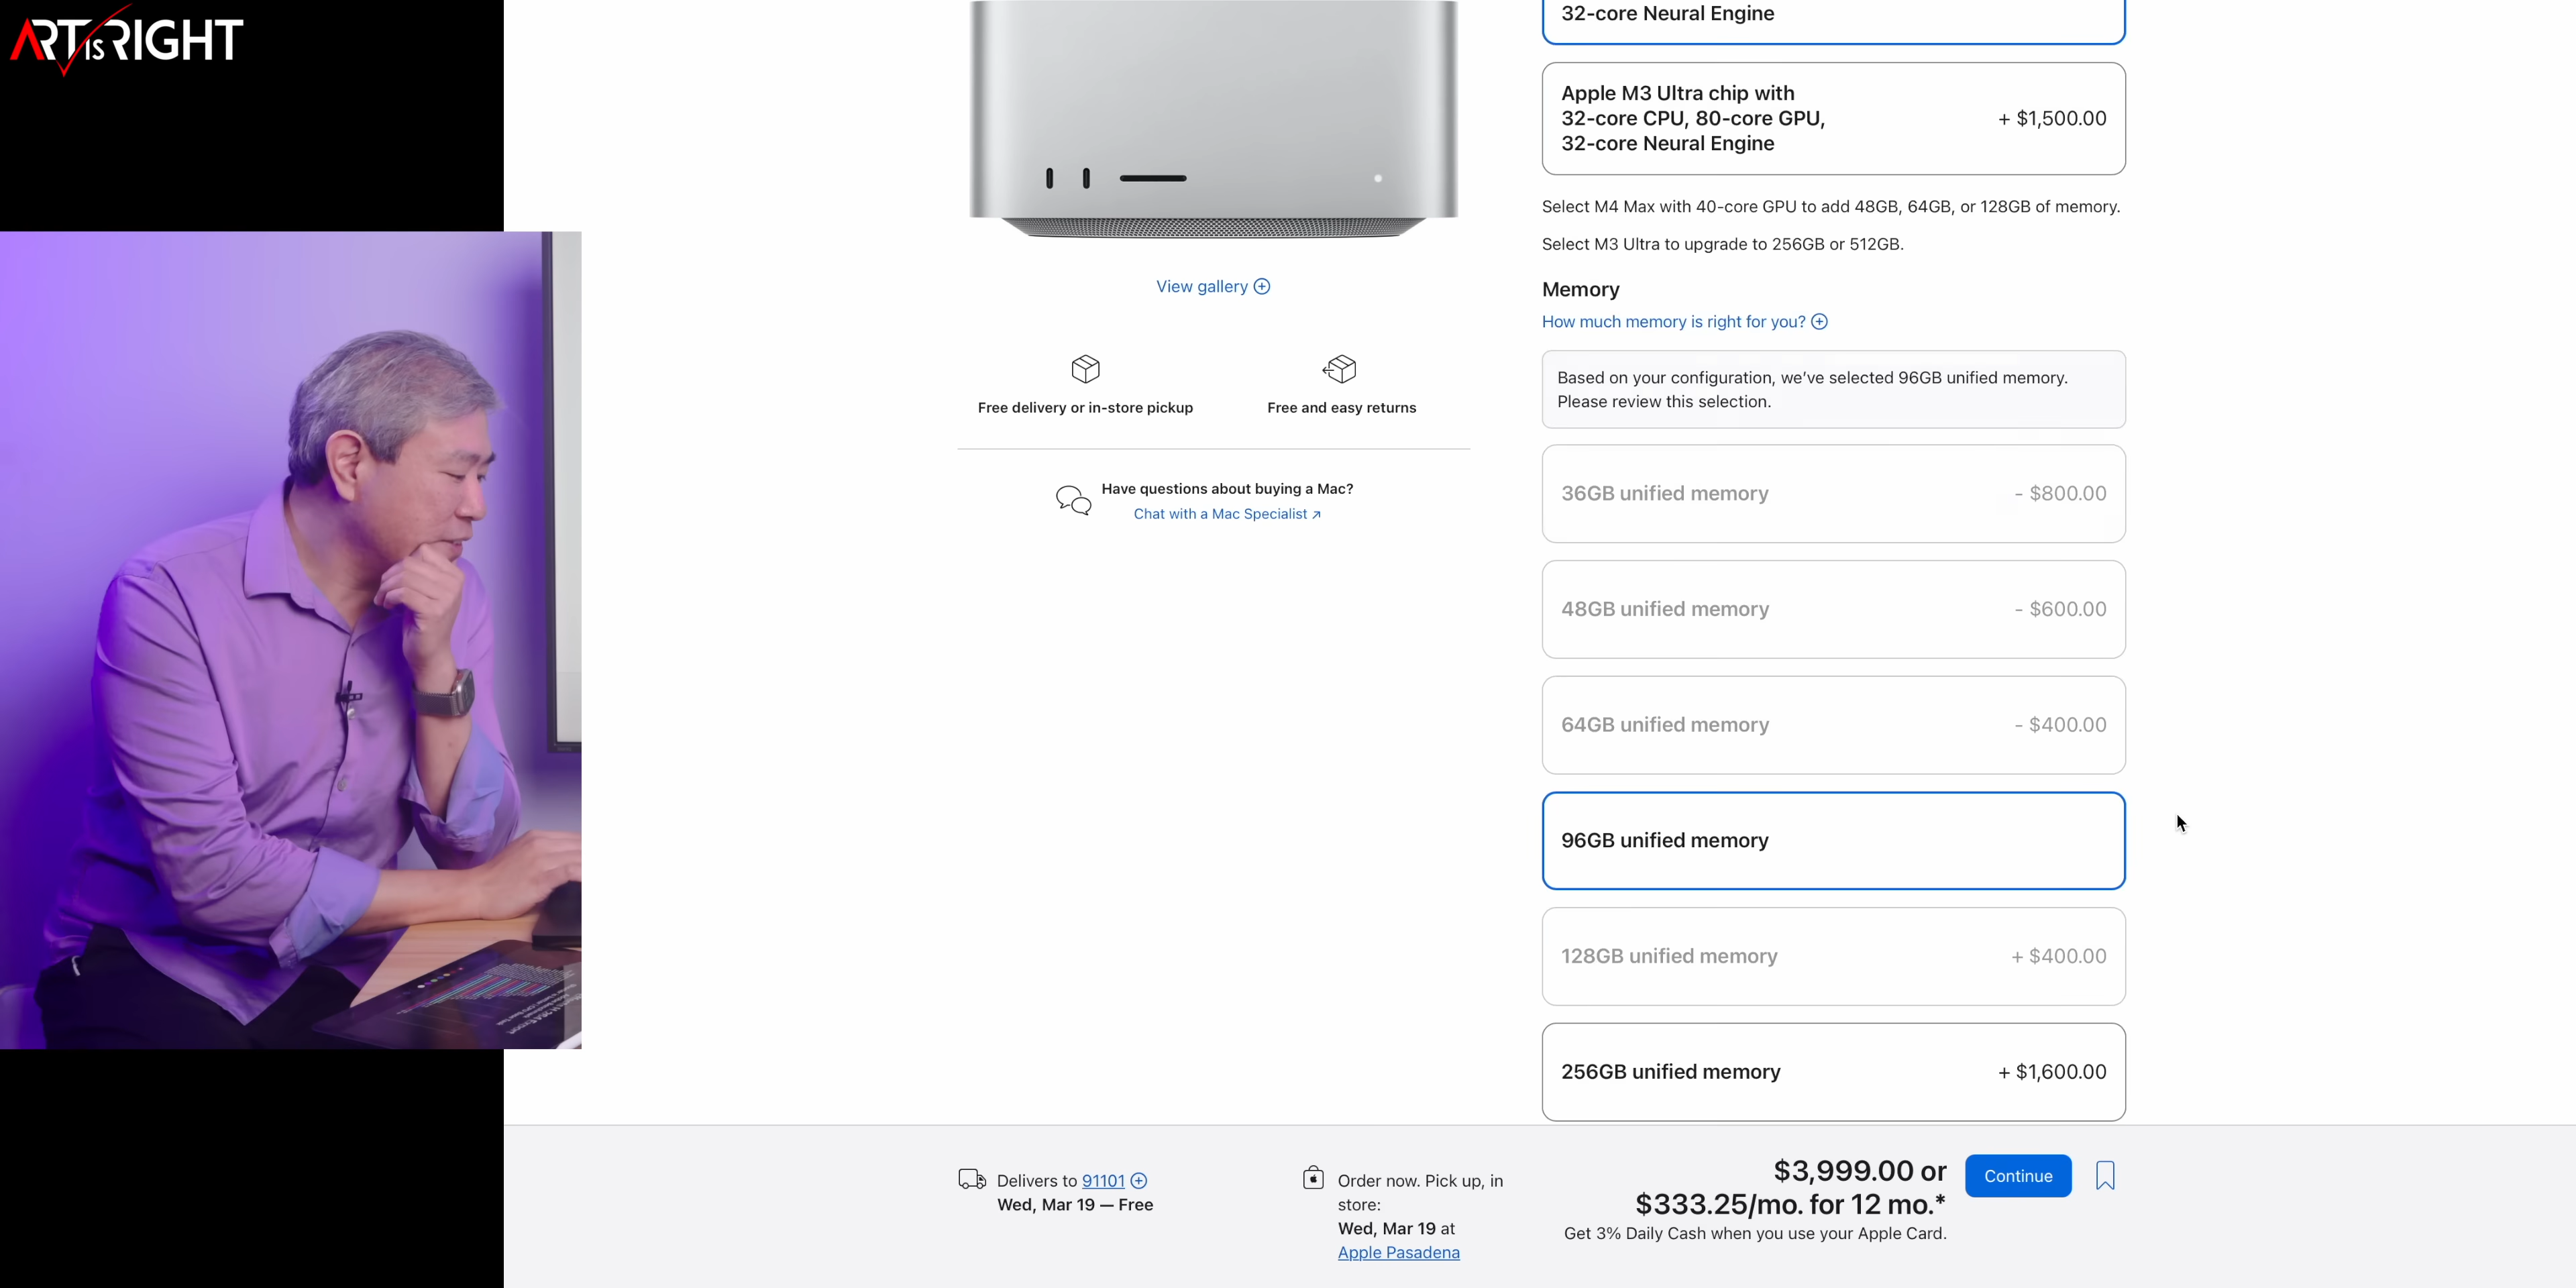 ART IS RIGHT
32-core Neural Engine
Apple M3 Ultra chip with
32-core CPU, 80-core GPU,
32-core Neural Engine
+ $1,500.00
Select M4 Max with 40-core GPU to add 48GB, 64GB, or 128GB of memory.
Select M3 Ultra to upgrade to 256GB or 512GB.
View gallery
Free delivery or in-store pickup
Free and easy returns
Have questions about buying a Mac?
Chat with a Mac Specialist ↗
Memory
How much memory is right for you?
Based on your configuration, we’ve selected 96GB unified memory.
Please review this selection.
36GB unified memory - $800.00
48GB unified memory - $600.00
64GB unified memory - $400.00
96GB unified memory
128GB unified memory + $400.00
256GB unified memory + $1,600.00
Delivers to 91101
Wed, Mar 19 — Free
Order now. Pick up, in
store:
Wed, Mar 19 at
Apple Pasadena
$3,999.00 or
$333.25/mo. for 12 mo.*
Get 3% Daily Cash when you use your Apple Card.
Continue